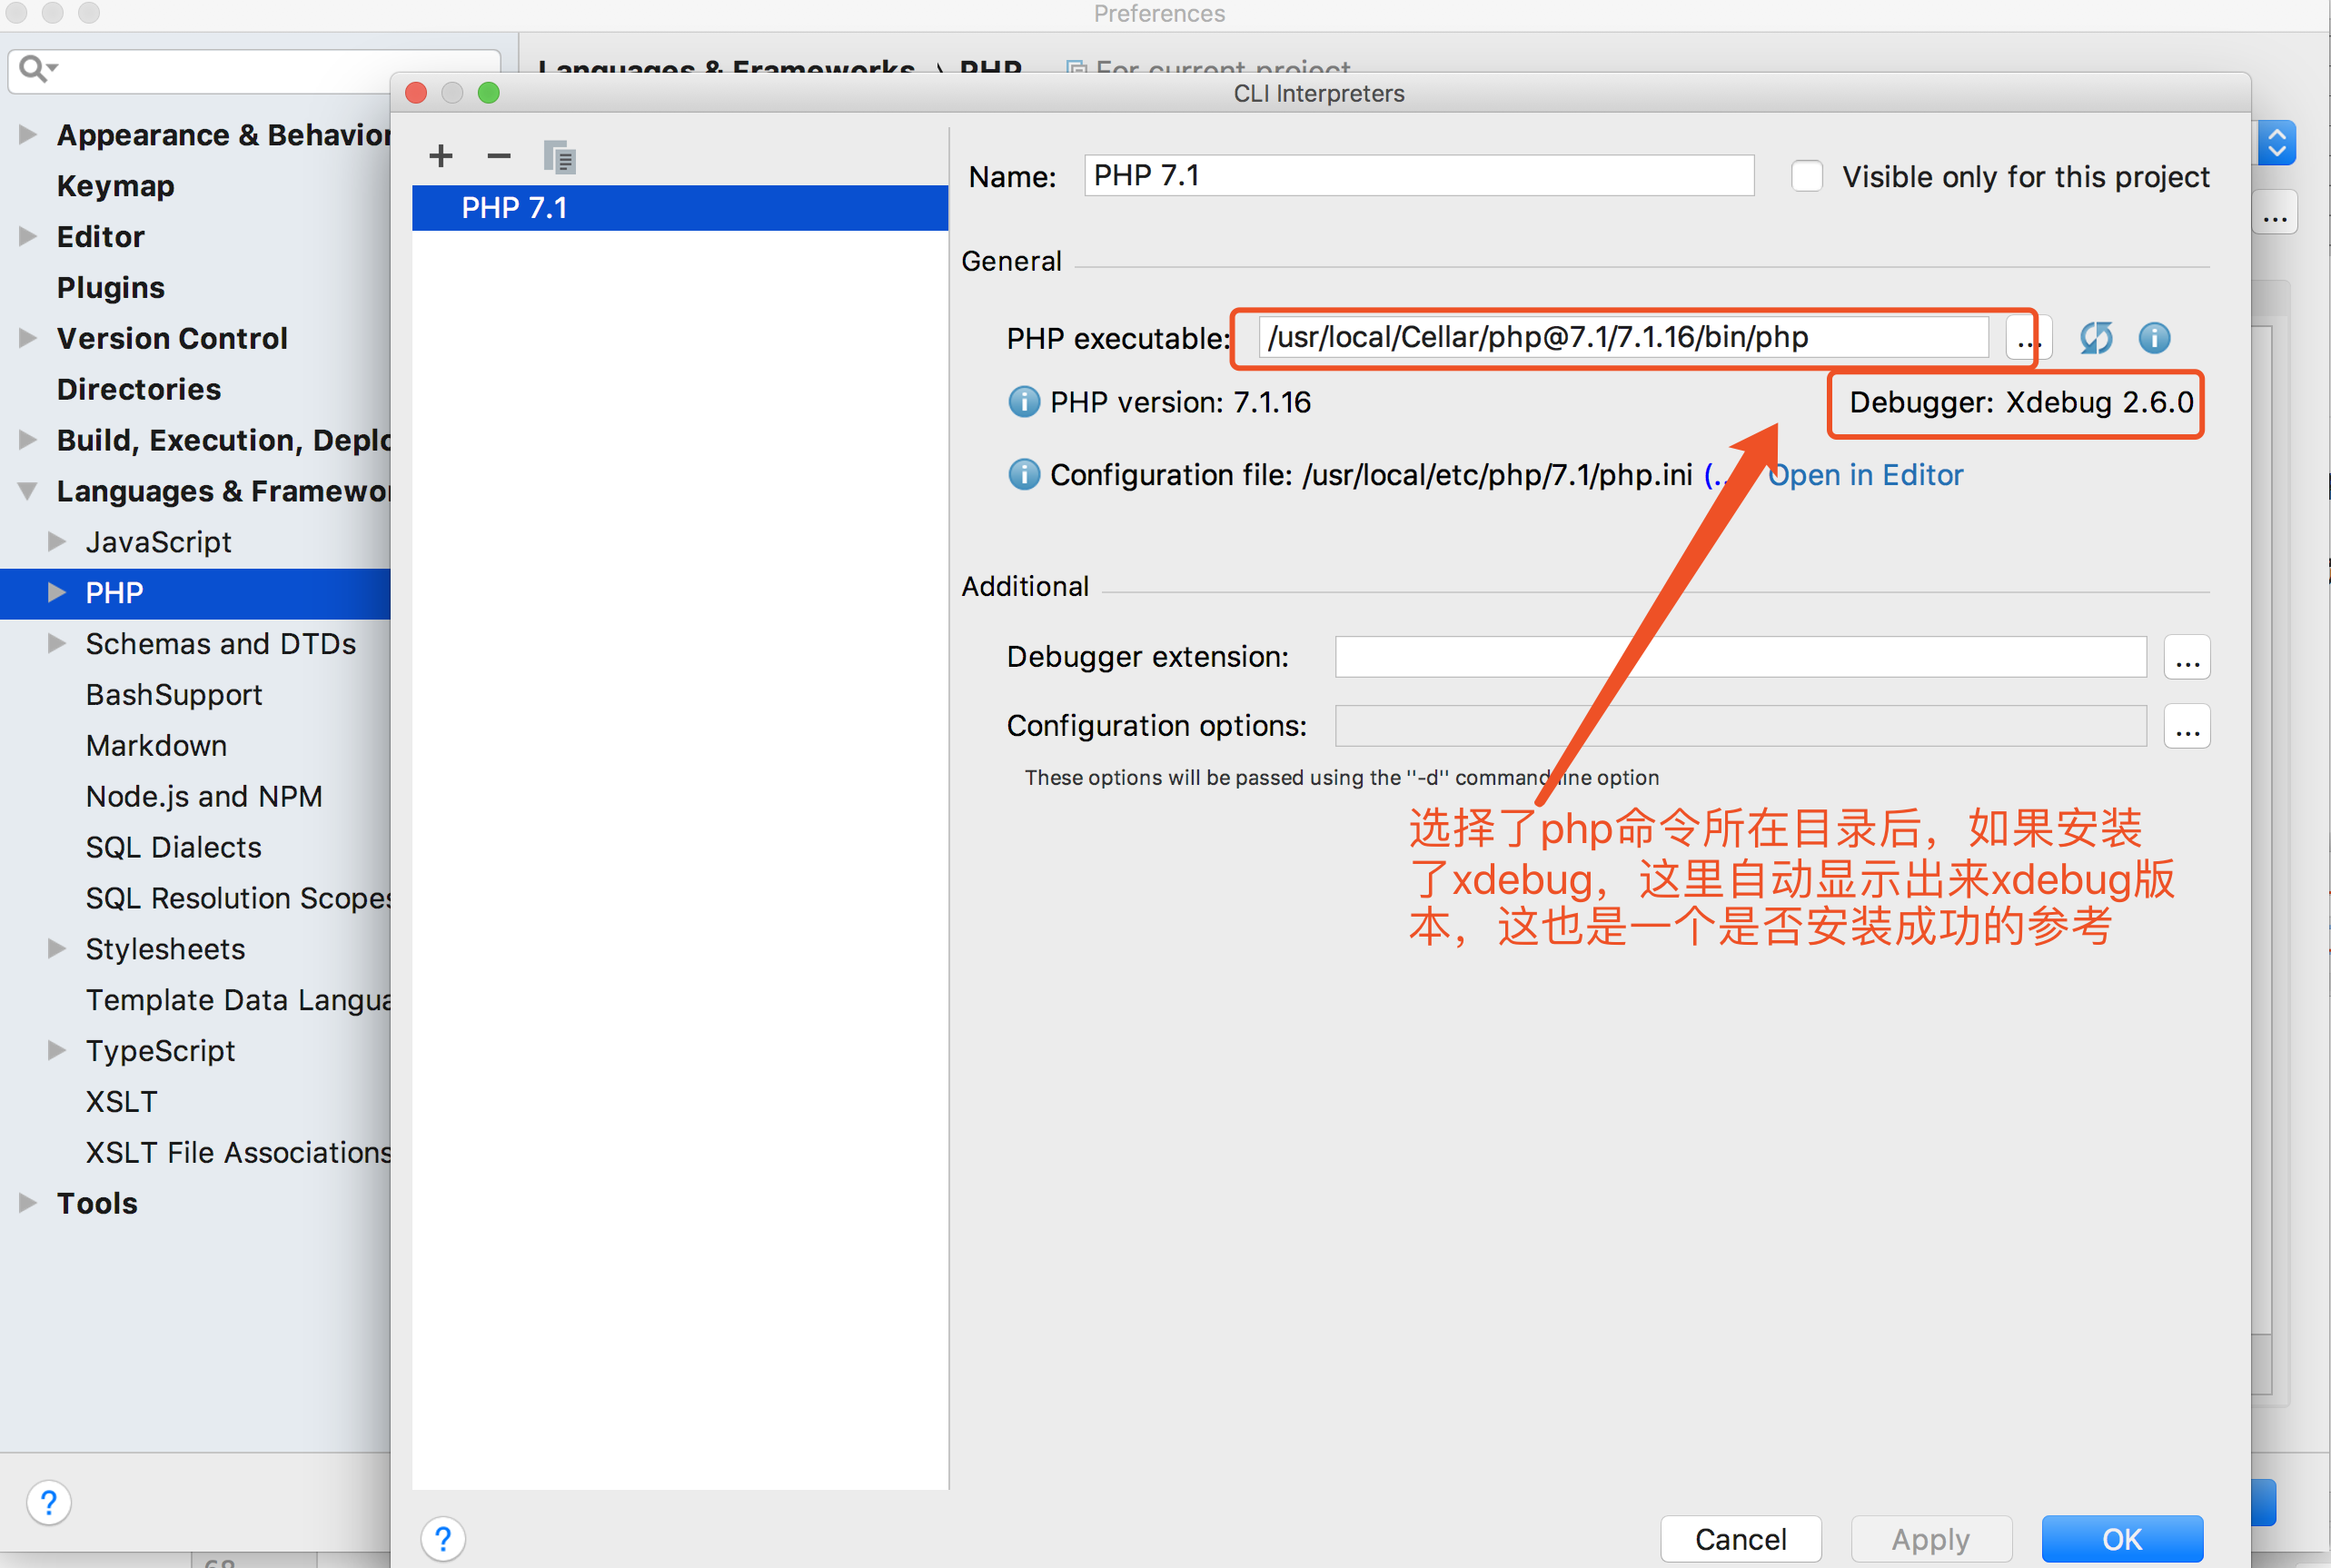 Preferences
Languages & Frameworks › PHP For current project
CLI Interpreters
Appearance & Behavior
Keymap
Editor
Plugins
Version Control
Directories
Build, Execution, Deplo
Languages & Framewor
JavaScript
PHP
Schemas and DTDs
BashSupport
Markdown
Node.js and NPM
SQL Dialects
SQL Resolution Scopes
Stylesheets
Template Data Langua
TypeScript
XSLT
XSLT File Associations
Tools
PHP 7.1
Name: PHP 7.1 Visible only for this project
General
PHP executable: /usr/local/Cellar/php@7.1/7.1.16/bin/php ...
PHP version: 7.1.16 Debugger: Xdebug 2.6.0
Configuration file: /usr/local/etc/php/7.1/php.ini (.. Open in Editor
Additional
Debugger extension: ...
Configuration options: ...
These options will be passed using the ''-d'' command line option
选择了php命令所在目录后，如果安装
了xdebug，这里自动显示出来xdebug版
本，这也是一个是否安装成功的参考
...
? ? Cancel Apply OK
68